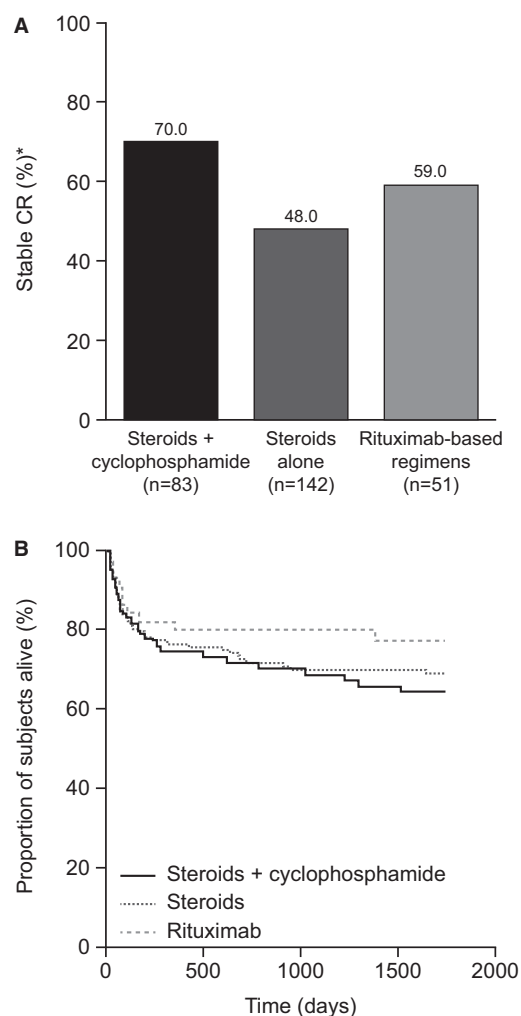 A
Stable CR (%)*
100
80
60
40
20
0
70.0
48.0
59.0
Steroids +
cyclophosphamide
(n=83)
Steroids
alone
(n=142)
Rituximab-based
regimens
(n=51)
B
Proportion of subjects alive (%)
100
80
60
40
20
0
Steroids + cyclophosphamide
Steroids
Rituximab
0 500 1000 1500 2000
Time (days)